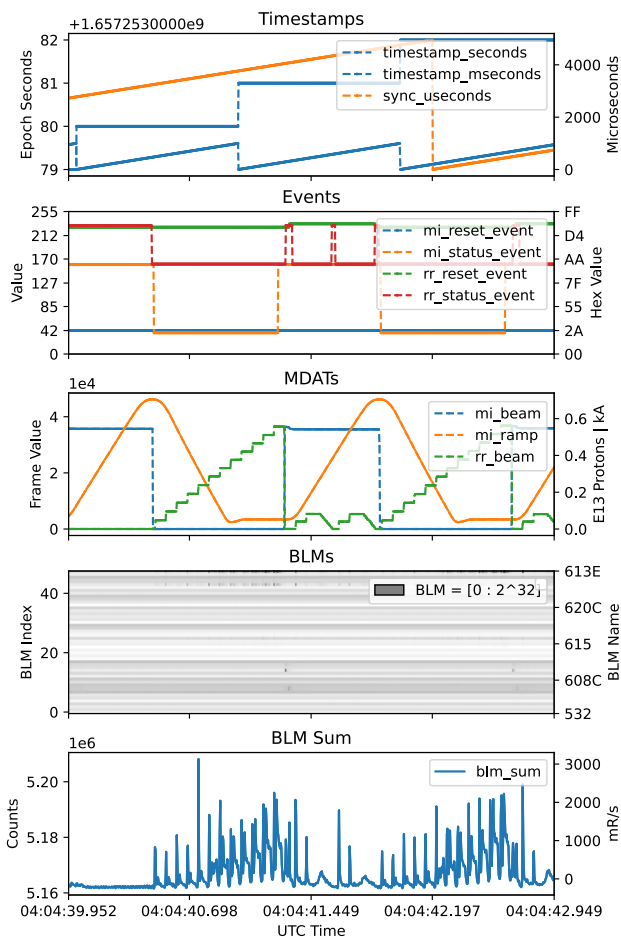 Timestamps
+1.6572530000e9
82
81
80
79
Epoch Seconds
4000
2000
0
Microseconds
timestamp_seconds
timestamp_mseconds
sync_useconds
Events
255
212
170
127
85
42
0
Value
FF
D4
AA
7F
55
2A
00
Hex Value
mi_reset_event
mi_status_event
rr_reset_event
rr_status_event
MDATs
1e4
4
2
0
Frame Value
0.6
0.4
0.2
0.0
E13 Protons | kA
mi_beam
mi_ramp
rr_beam
BLMs
40
20
0
BLM Index
613E
620C
615
608C
532
BLM Name
BLM = [0 : 2^32]
BLM Sum
1e6
5.20
5.18
5.16
Counts
3000
2000
1000
0
mR/s
blm_sum
04:04:39.952 04:04:40.698 04:04:41.449 04:04:42.197 04:04:42.949
UTC Time